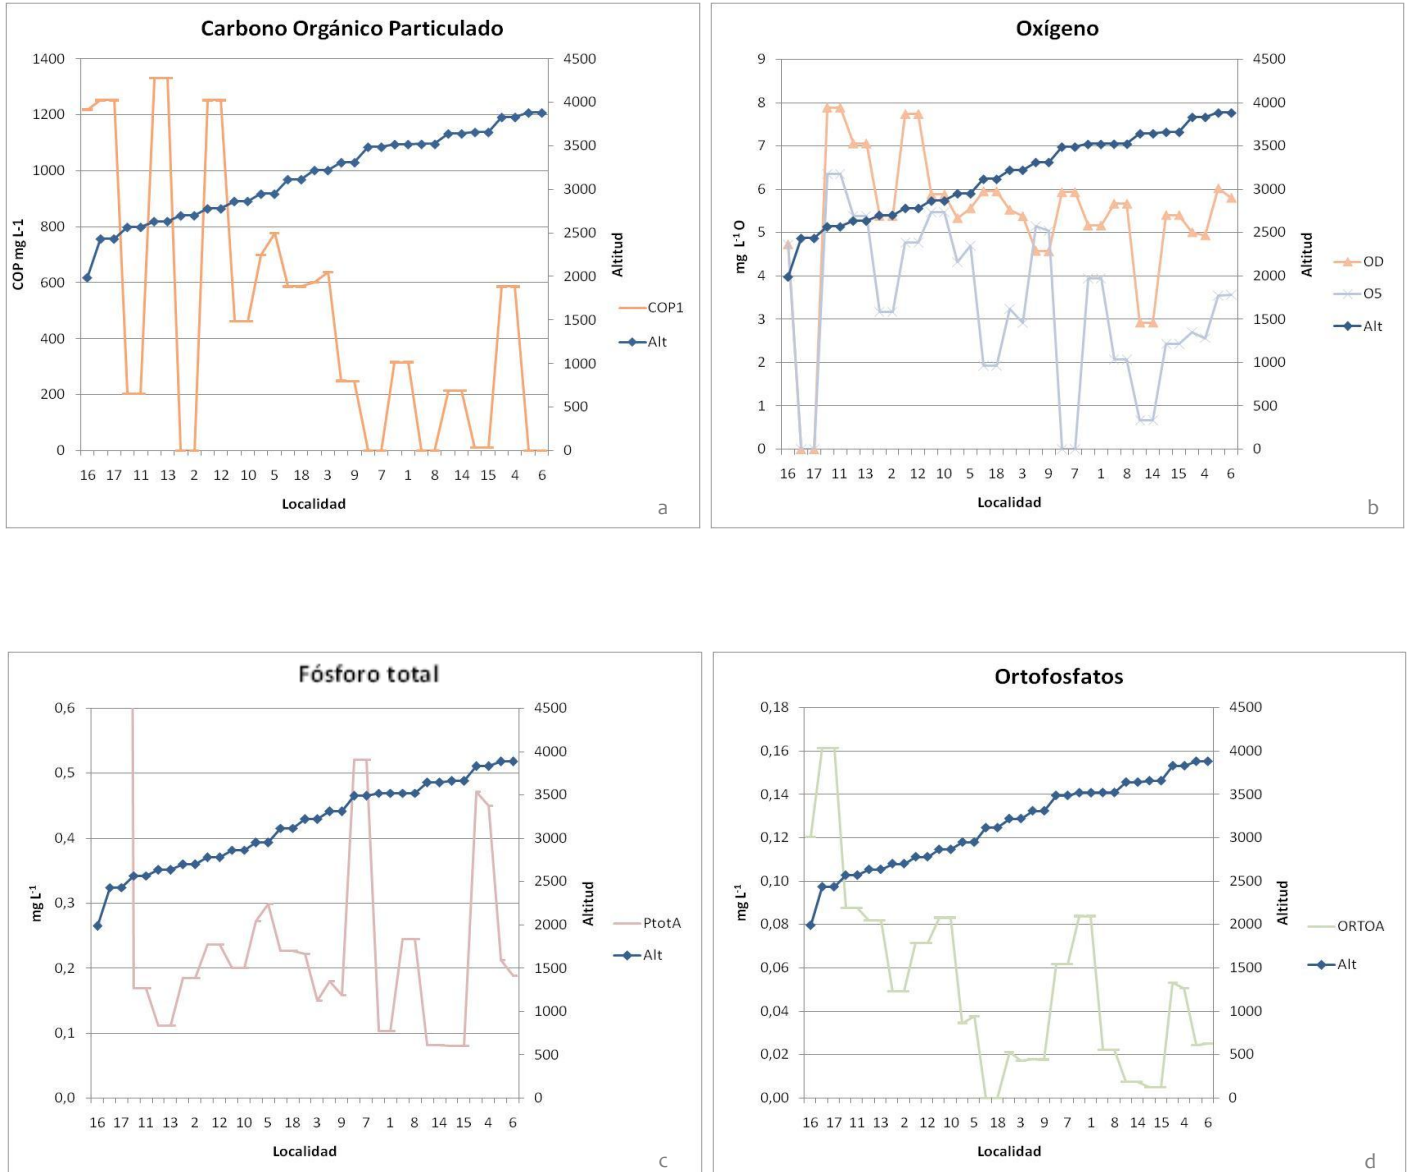 Carbono Orgánico Particulado
1400
1200
1000
800
600
400
200
0
COP mg L-1
4500
4000
3500
3000
2500
2000
1500
1000
500
0
Altitud
COP1
Alt
16 17 11 13 2 12 10 5 18 3 9 7 1 8 14 15 4 6
Localidad
a
Oxígeno
9
8
7
6
5
4
3
2
1
0
mg L-1 O
4500
4000
3500
3000
2500
2000
1500
1000
500
0
Altitud
OD
O5
Alt
16 17 11 13 2 12 10 5 18 3 9 7 1 8 14 15 4 6
Localidad
b
Fósforo total
0,6
0,5
0,4
0,3
0,2
0,1
0,0
mg L-1
4500
4000
3500
3000
2500
2000
1500
1000
500
0
Altitud
PtotA
Alt
16 17 11 13 2 12 10 5 18 3 9 7 1 8 14 15 4 6
Localidad
c
Ortofosfatos
0,18
0,16
0,14
0,12
0,10
0,08
0,06
0,04
0,02
0,00
mg L-1
4500
4000
3500
3000
2500
2000
1500
1000
500
0
Altitud
ORTOA
Alt
16 17 11 13 2 12 10 5 18 3 9 7 1 8 14 15 4 6
Localidad
d